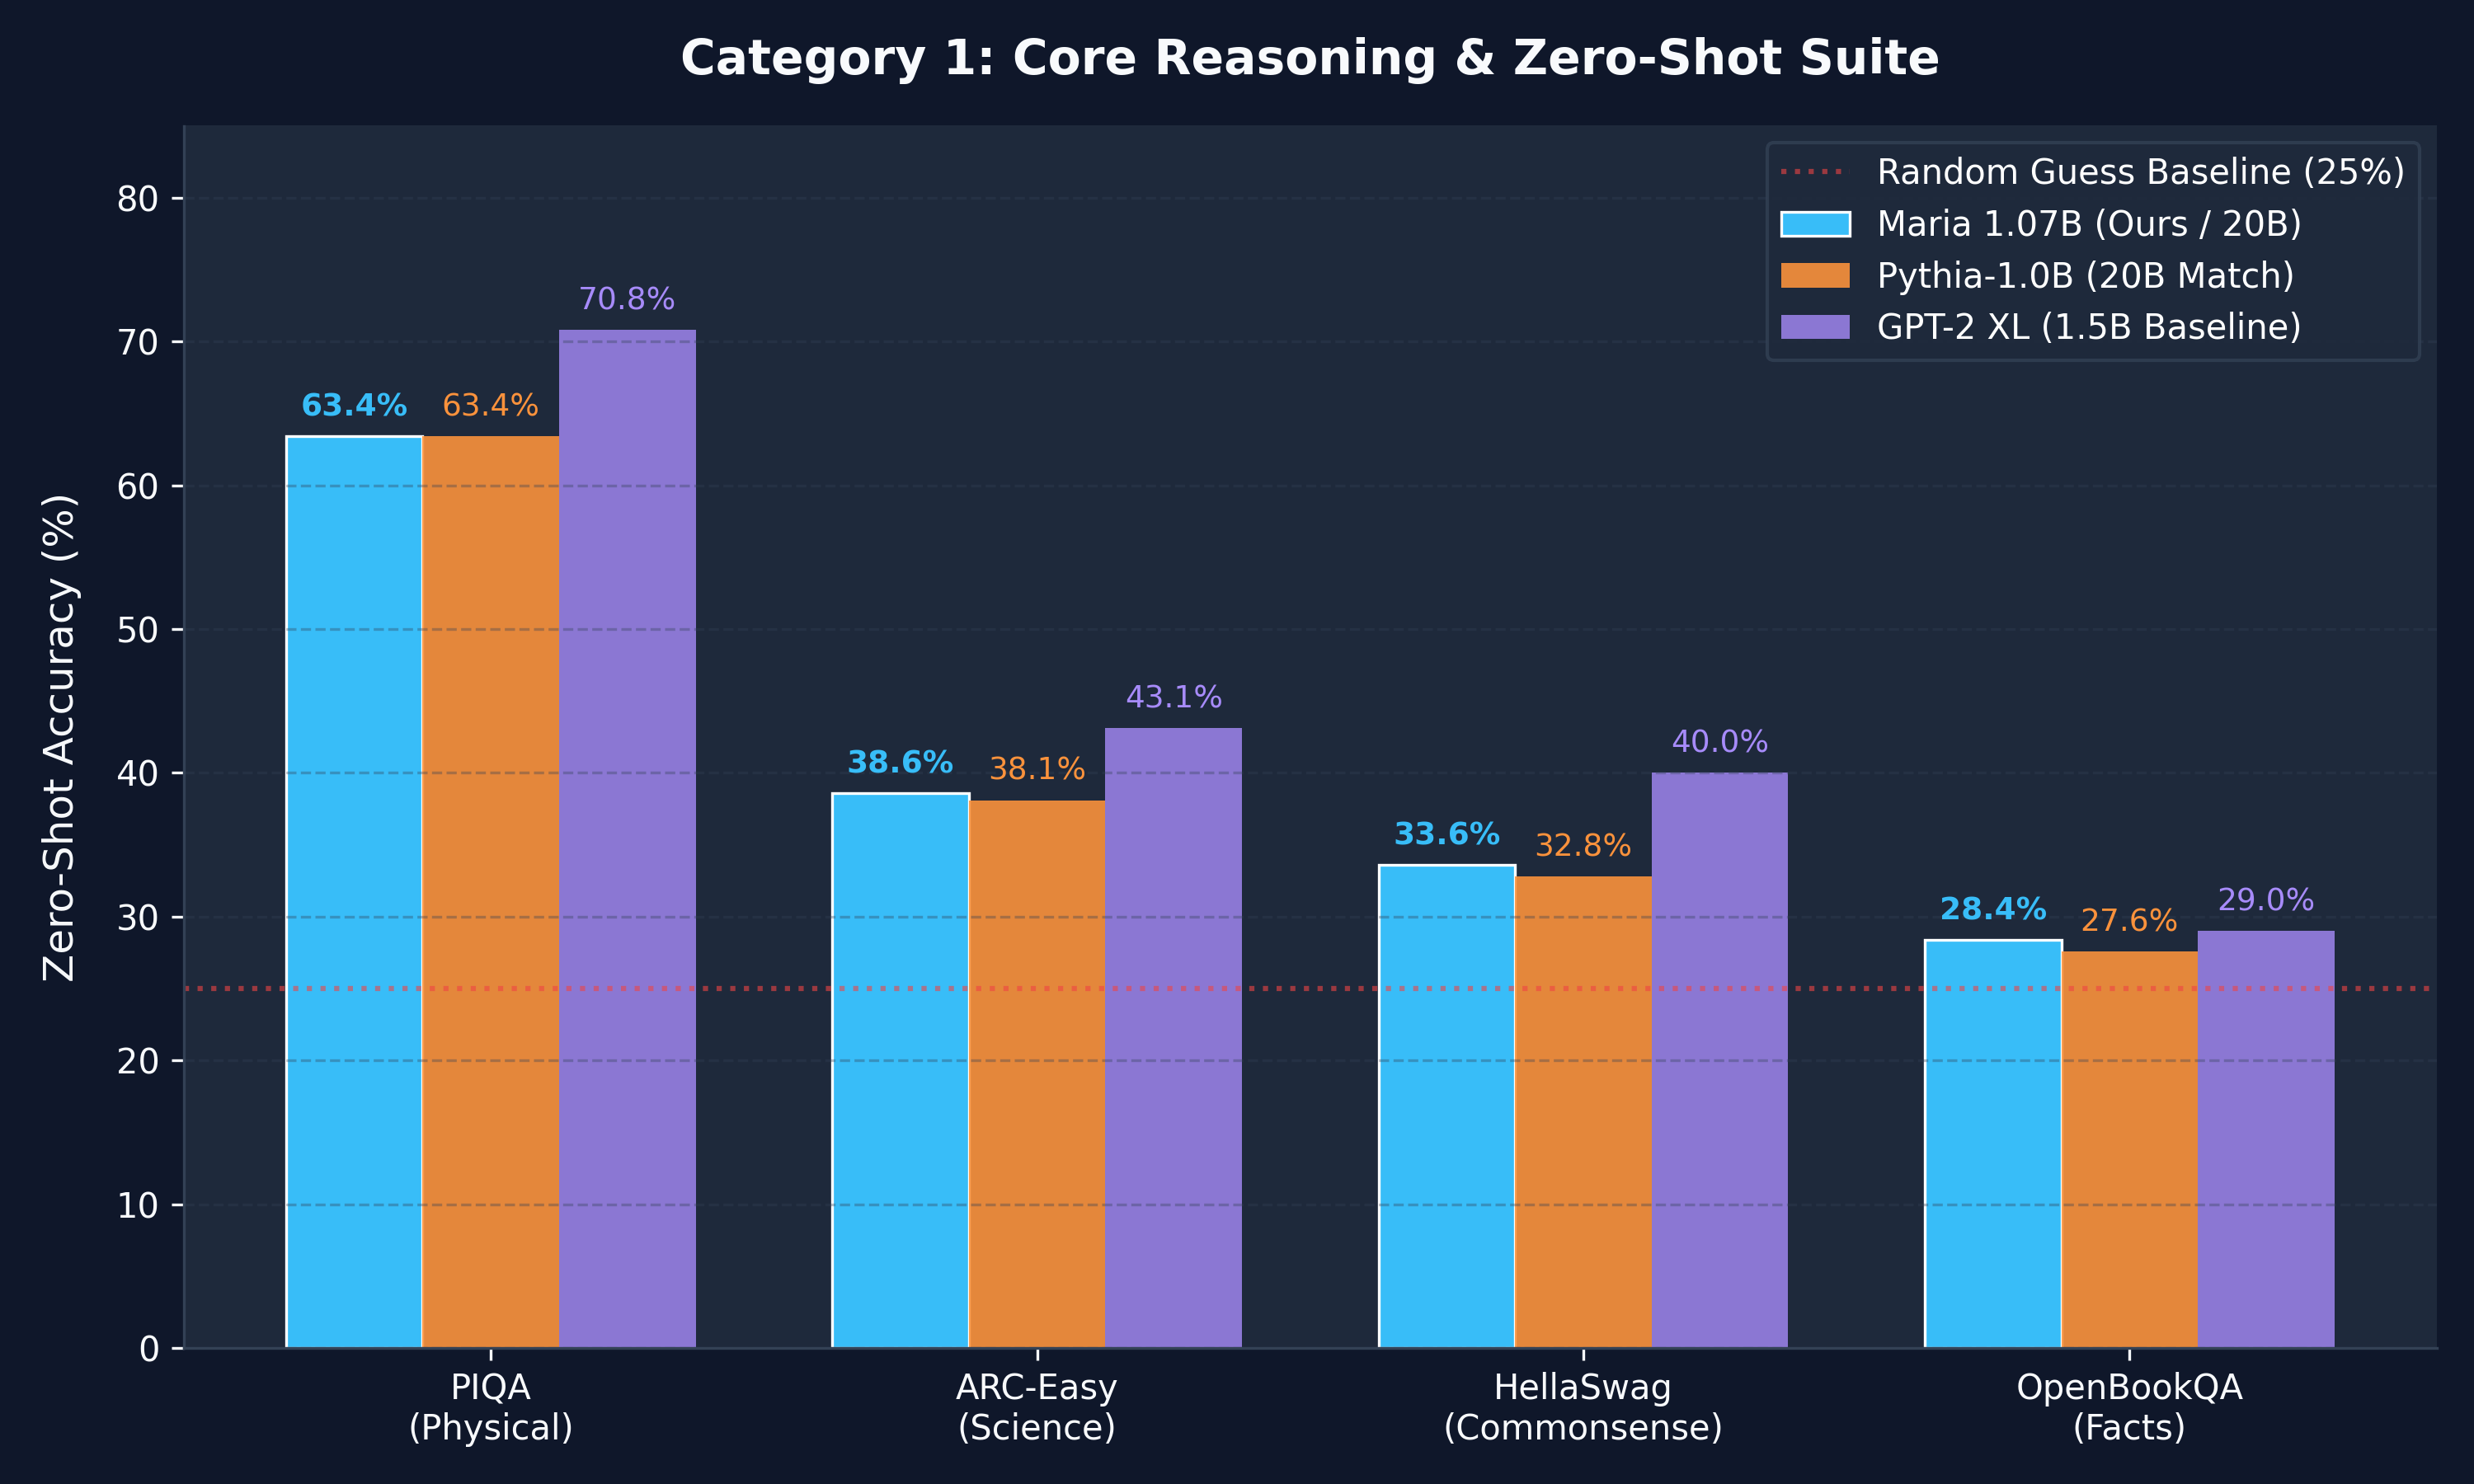 Category 1: Core Reasoning & Zero-Shot Suite
Random Guess Baseline (25%)
Maria 1.07B (Ours / 20B)
Pythia-1.0B (20B Match)
GPT-2 XL (1.5B Baseline)
Zero-Shot Accuracy (%)
80
70
60
50
40
30
20
10
0
63.4%
63.4%
70.8%
38.6%
38.1%
43.1%
33.6%
32.8%
40.0%
28.4%
27.6%
29.0%
PIQA
(Physical)
ARC-Easy
(Science)
HellaSwag
(Commonsense)
OpenBookQA
(Facts)